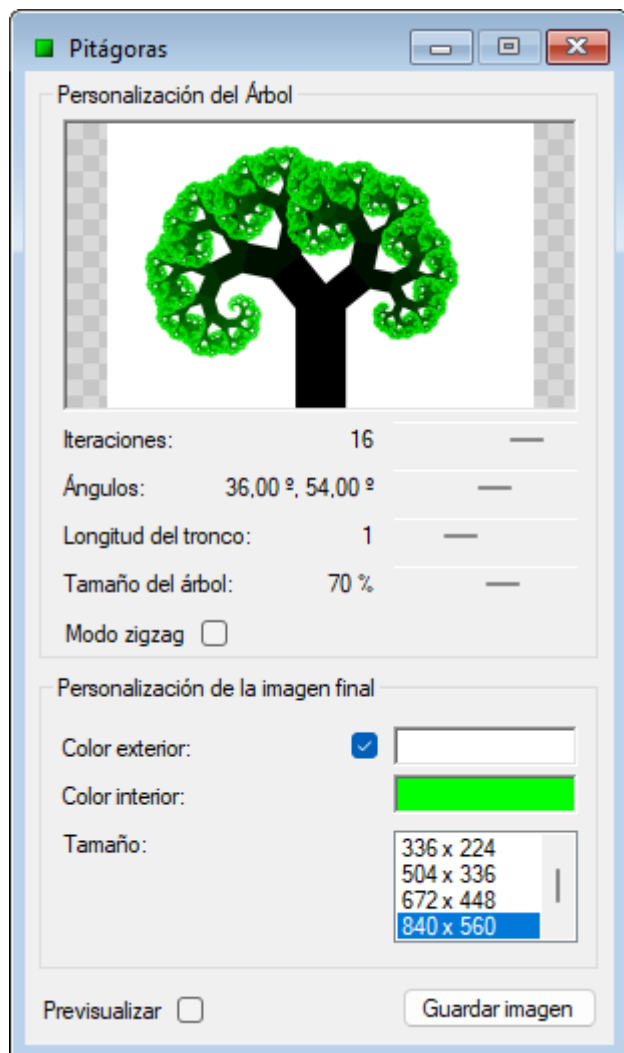 Pitágoras
Personalización del Árbol
Iteraciones: 16
Ángulos: 36,00 º, 54,00 º
Longitud del tronco: 1
Tamaño del árbol: 70 %
Modo zigzag
Personalización de la imagen final
Color exterior:
Color interior:
Tamaño:
336 x 224
504 x 336
672 x 448
840 x 560
Previsualizar
Guardar imagen